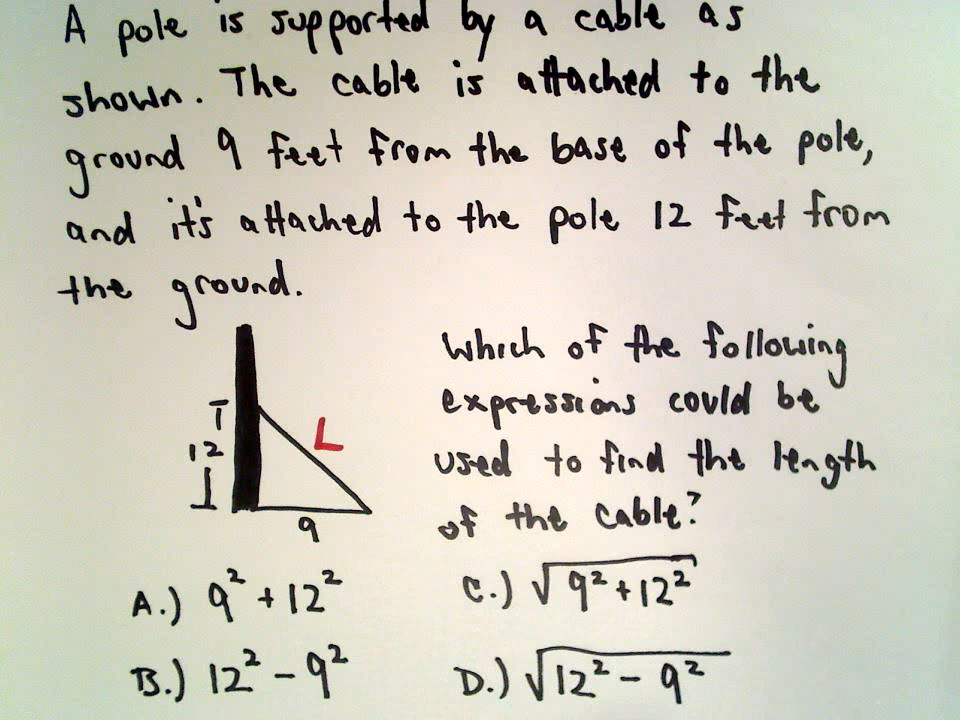 A pole is supported by a cable as
shown. The cable is attached to the
ground 9 feet from the base of the pole,
and it's attached to the pole 12 feet from
the ground.
Which of the following
expressions could be
used to find the length
of the cable?
12
L
9
A.) 9² + 12²
B.) 12² - 9²
C.) √(9² + 12²)
D.) √(12² - 9²)